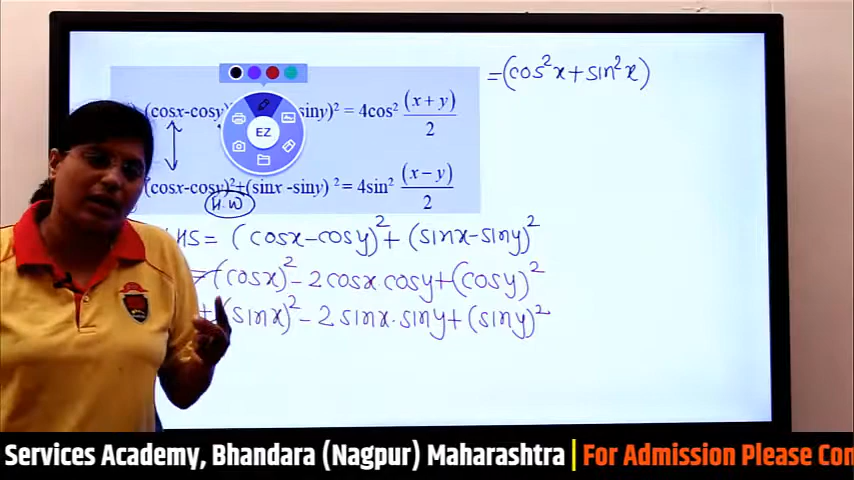 =(cos²x+sin²x)
(cosx-cosy) siny)² = 4cos² (x+y)/2
EZ
(cosx-cosy)²+(sinx -siny) ² = 4sin² (x-y)/2
H.W
HS= (cosx-cosy)²+ (sinx-siny)²
=(cosx)² - 2cosx.cosy+(cosy)²
+(sinx)² - 2sinx.siny+(siny)²
Services Academy, Bhandara (Nagpur) Maharashtra | For Admission Please Con